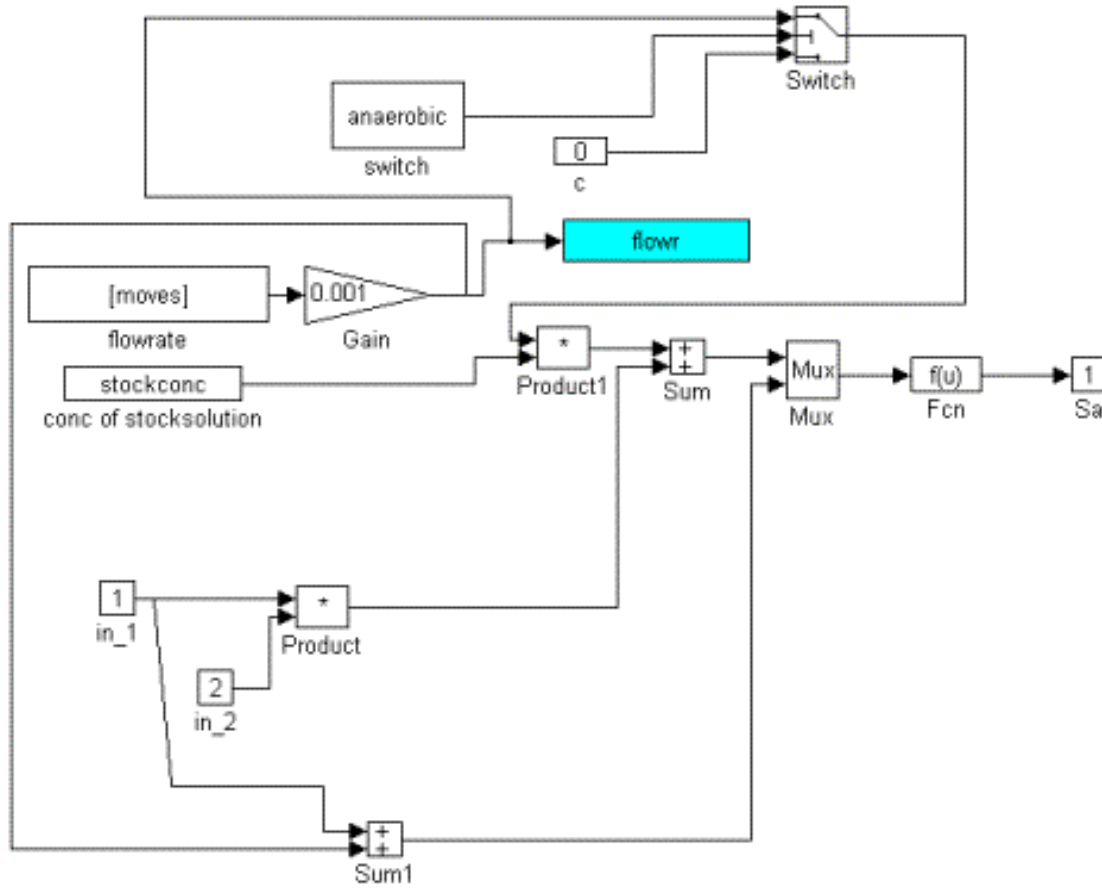 Switch
anaerobic
switch
0
c
flowr
[moves]
flowrate
0.001
Gain
stockconc
conc of stocksolution
*
Product1
+
+
Sum
Mux
Mux
f(u)
Fcn
1
Sa
1
in_1
*
Product
2
in_2
+
+
Sum1